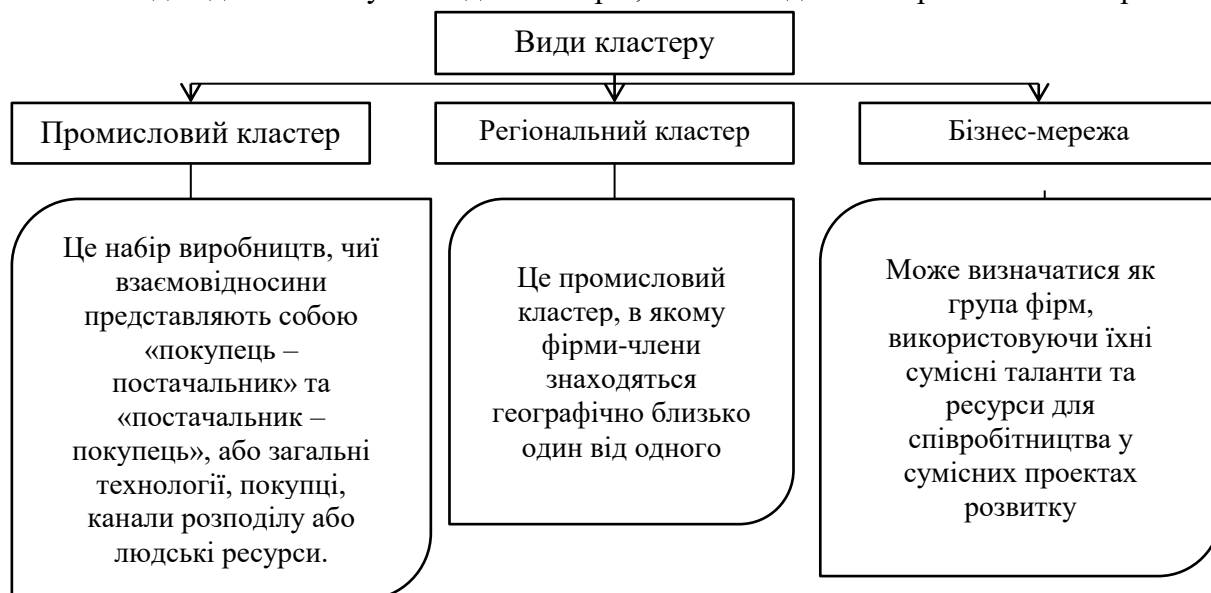 Види кластеру
Промисловий кластер
Регіональний кластер
Бізнес-мережа
Це набір виробництв, чиї
взаємовідносини
представляють собою
«покупець –
постачальник» та
«постачальник –
покупець», або загальні
технології, покупці,
канали розподілу або
людські ресурси.
Це промисловий
кластер, в якому
фірми-члени
знаходяться
географічно близько
один від одного
Може визначатися як
група фірм,
використовуючи їхні
сумісні таланти та
ресурси для
співробітництва у
сумісних проектах
розвитку